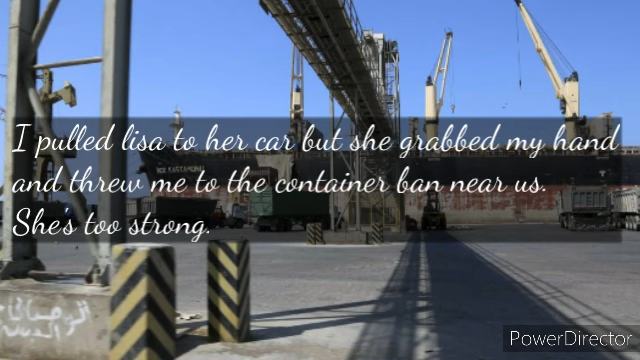 I pulled lisa to her car but she grabbed my hand
and threw me to the container ban near us.
She's too strong.
KASTAMONU
PowerDirector